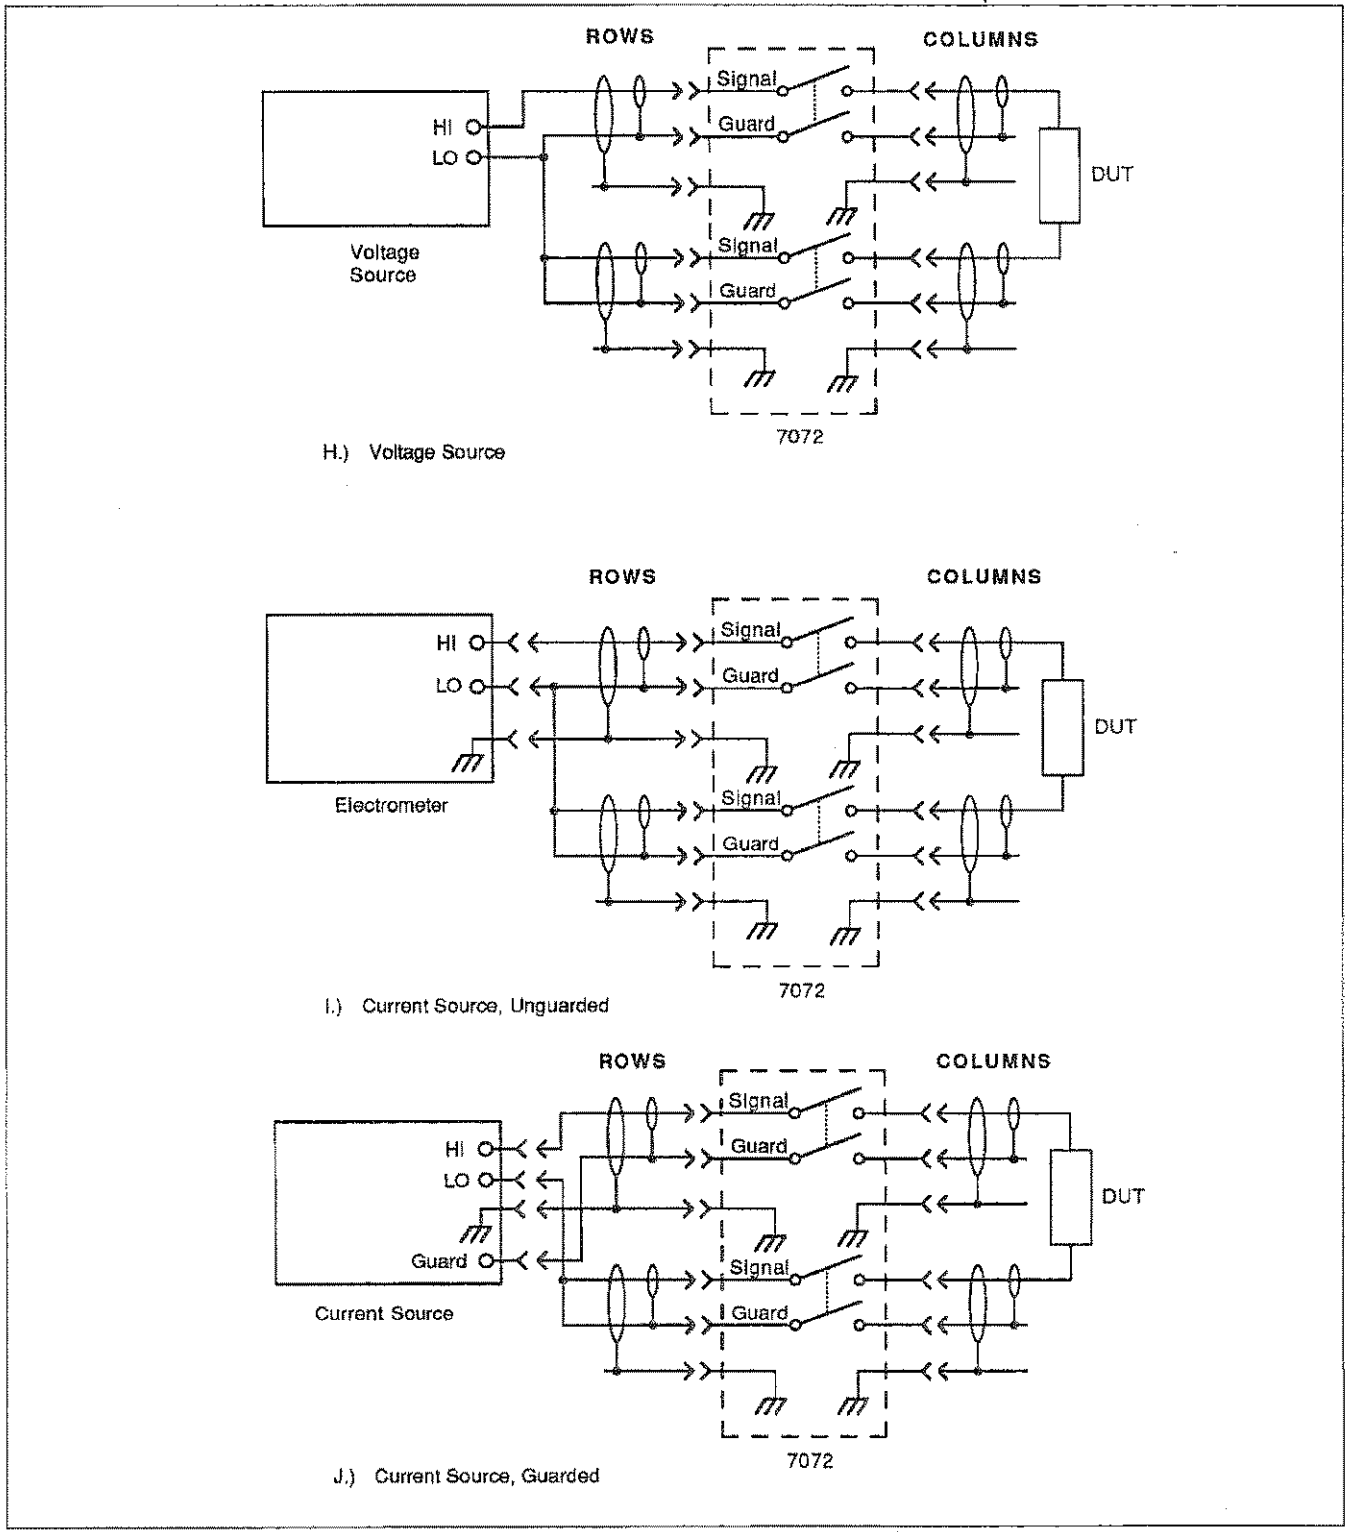 ROWS
COLUMNS
Signal
HI
Guard
LO
DUT
Voltage
Source
Signal
Guard
7072
H.) Voltage Source
ROWS
COLUMNS
HI
Signal
LO
Guard
DUT
Electrometer
Signal
Guard
7072
I.) Current Source, Unguarded
ROWS
COLUMNS
Signal
HI
Guard
LO
DUT
Guard
Signal
Current Source
Guard
7072
J.) Current Source, Guarded